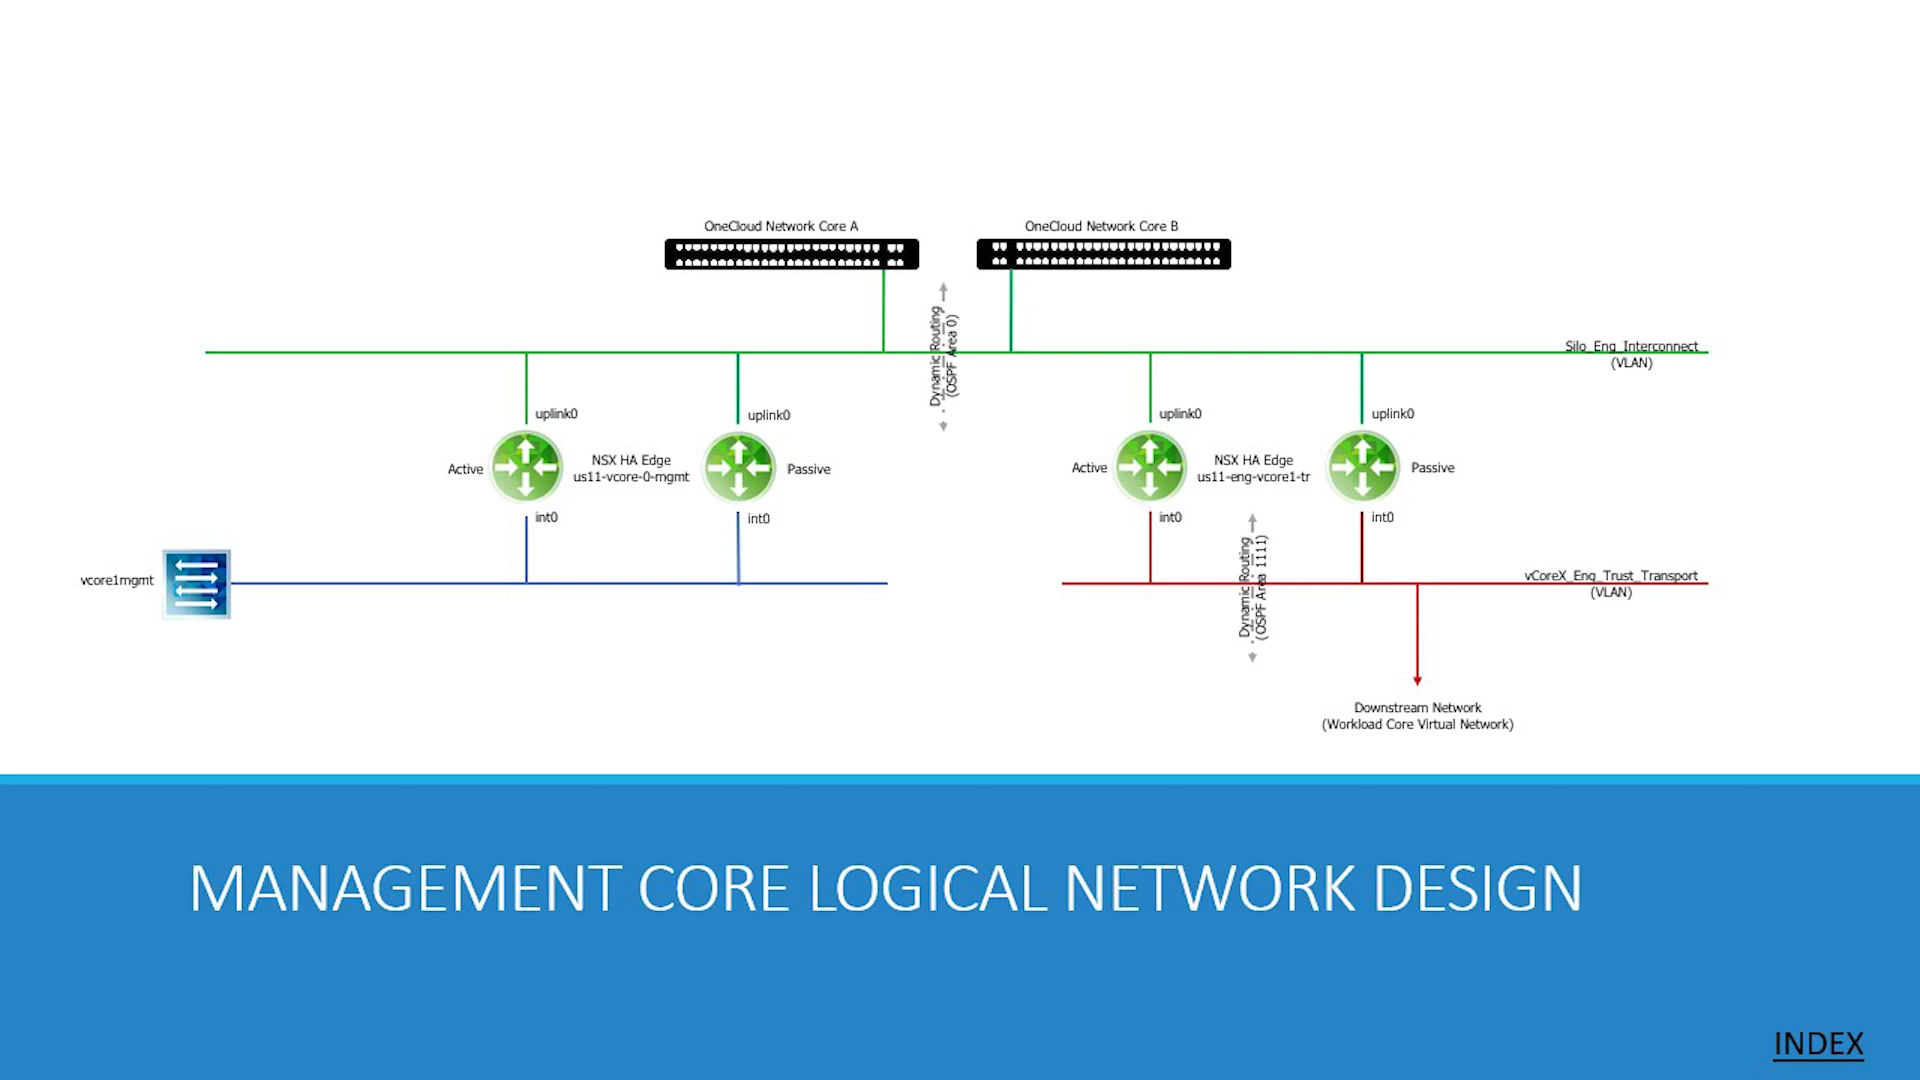 OneCloud Network Core A
OneCloud Network Core B
Dynamic Routing
(OSPF Area 0)
Silo_Eng_Interconnect
(VLAN)
uplink0
uplink0
uplink0
uplink0
Active
NSX HA Edge
us11-vcore-0-mgmt
Passive
Active
NSX HA Edge
us11-eng-vcore1-tr
Passive
int0
int0
int0
int0
vcore1mgmt
Dynamic Routing
(OSPF Area 1111)
vCoreX_Eng_Trust_Transport
(VLAN)
Downstream Network
(Workload Core Virtual Network)
MANAGEMENT CORE LOGICAL NETWORK DESIGN
INDEX